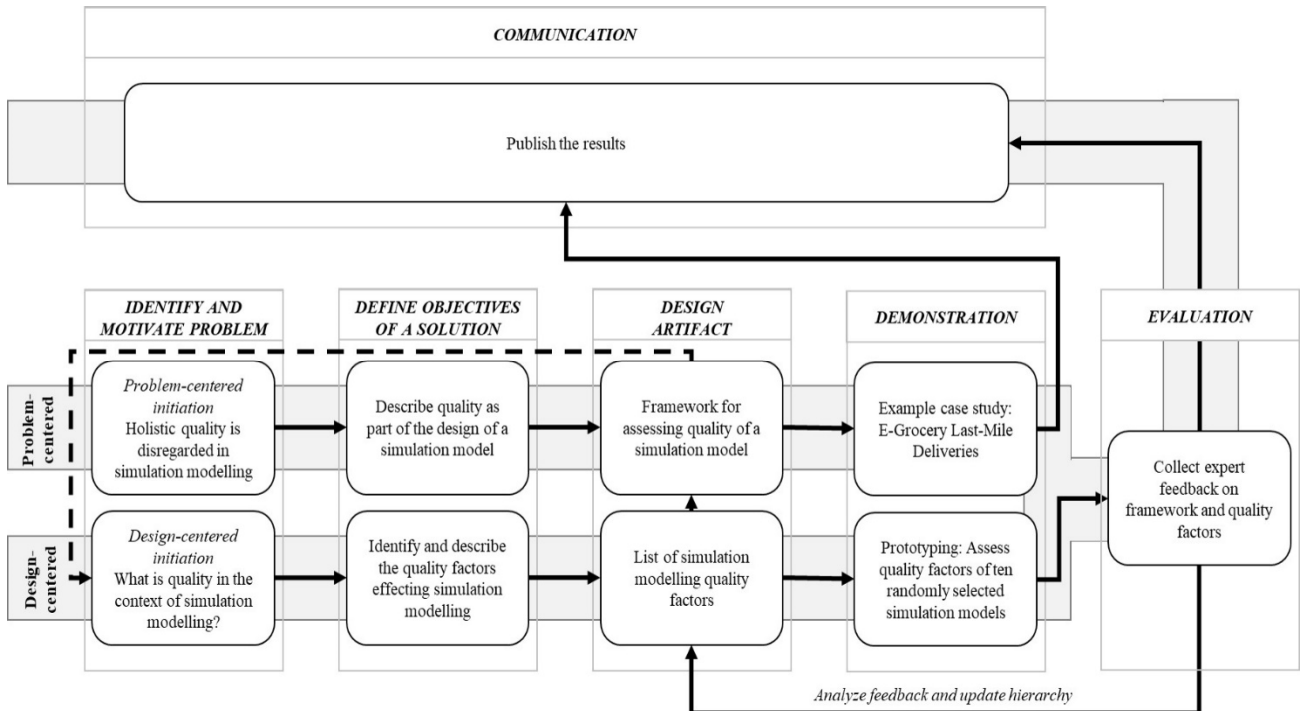 COMMUNICATION
Publish the results
IDENTIFY AND
MOTIVATE PROBLEM
DEFINE OBJECTIVES
OF A SOLUTION
DESIGN
ARTIFACT
DEMONSTRATION
EVALUATION
Problem-
centered
Problem-centered
initiation
Holistic quality is
disregarded in
simulation modelling
Describe quality as
part of the design of a
simulation model
Framework for
assessing quality of a
simulation model
Example case study:
E-Grocery Last-Mile
Deliveries
Collect expert
feedback on
framework and quality
factors
Design-
centered
Design-centered
initiation
What is quality in the
context of simulation
modelling?
Identify and describe
the quality factors
effecting simulation
modelling
List of simulation
modelling quality
factors
Prototyping: Assess
quality factors of ten
randomly selected
simulation models
Analyze feedback and update hierarchy